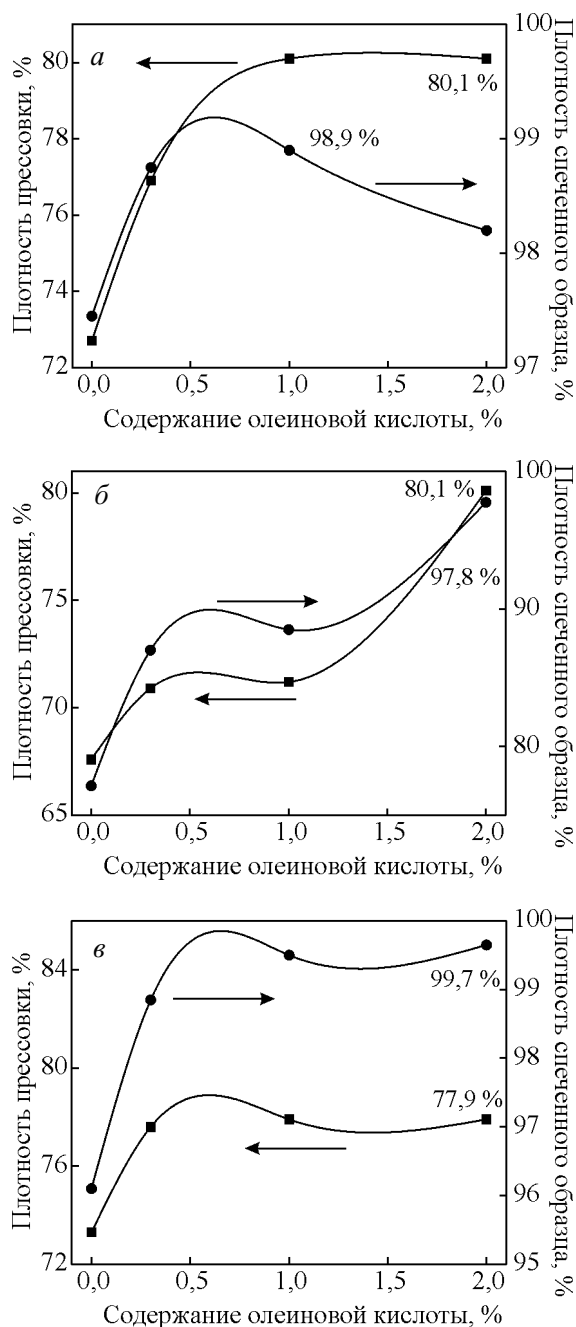 Плотность прессовки, %
80
78
76
74
72
а
80,1 %
98,9 %
100
99
98
97
Плотность спеченного образца, %
0,0 0,5 1,0 1,5 2,0
Содержание олеиновой кислоты, %
Плотность прессовки, %
80
75
70
65
б
80,1 %
97,8 %
100
90
80
Плотность спеченного образца, %
0,0 0,5 1,0 1,5 2,0
Содержание олеиновой кислоты, %
Плотность прессовки, %
84
80
76
72
в
99,7 %
77,9 %
100
99
98
97
96
95
Плотность спеченного образца, %
0,0 0,5 1,0 1,5 2,0
Содержание олеиновой кислоты, %